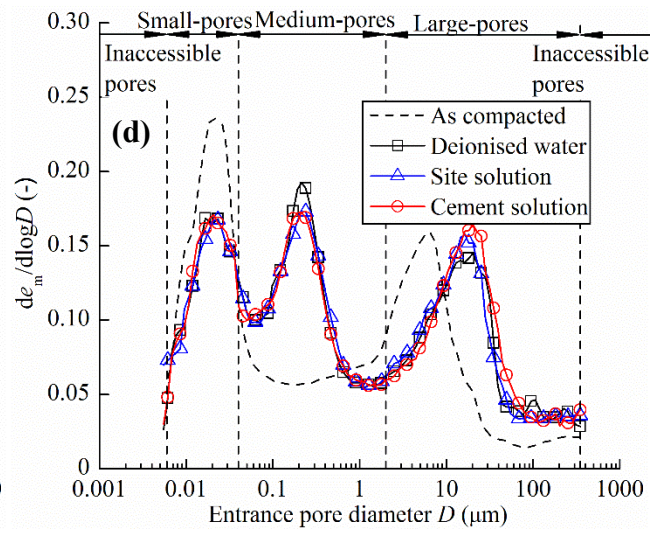 Small-pores Medium-pores Large-pores
Inaccessible pores
Inaccessible pores
(d)
As compacted
Deionised water
Site solution
Cement solution
de_m/dlogD (-)
0.30
0.25
0.20
0.15
0.10
0.05
0
0.001 0.01 0.1 1 10 100 1000
Entrance pore diameter D (μm)